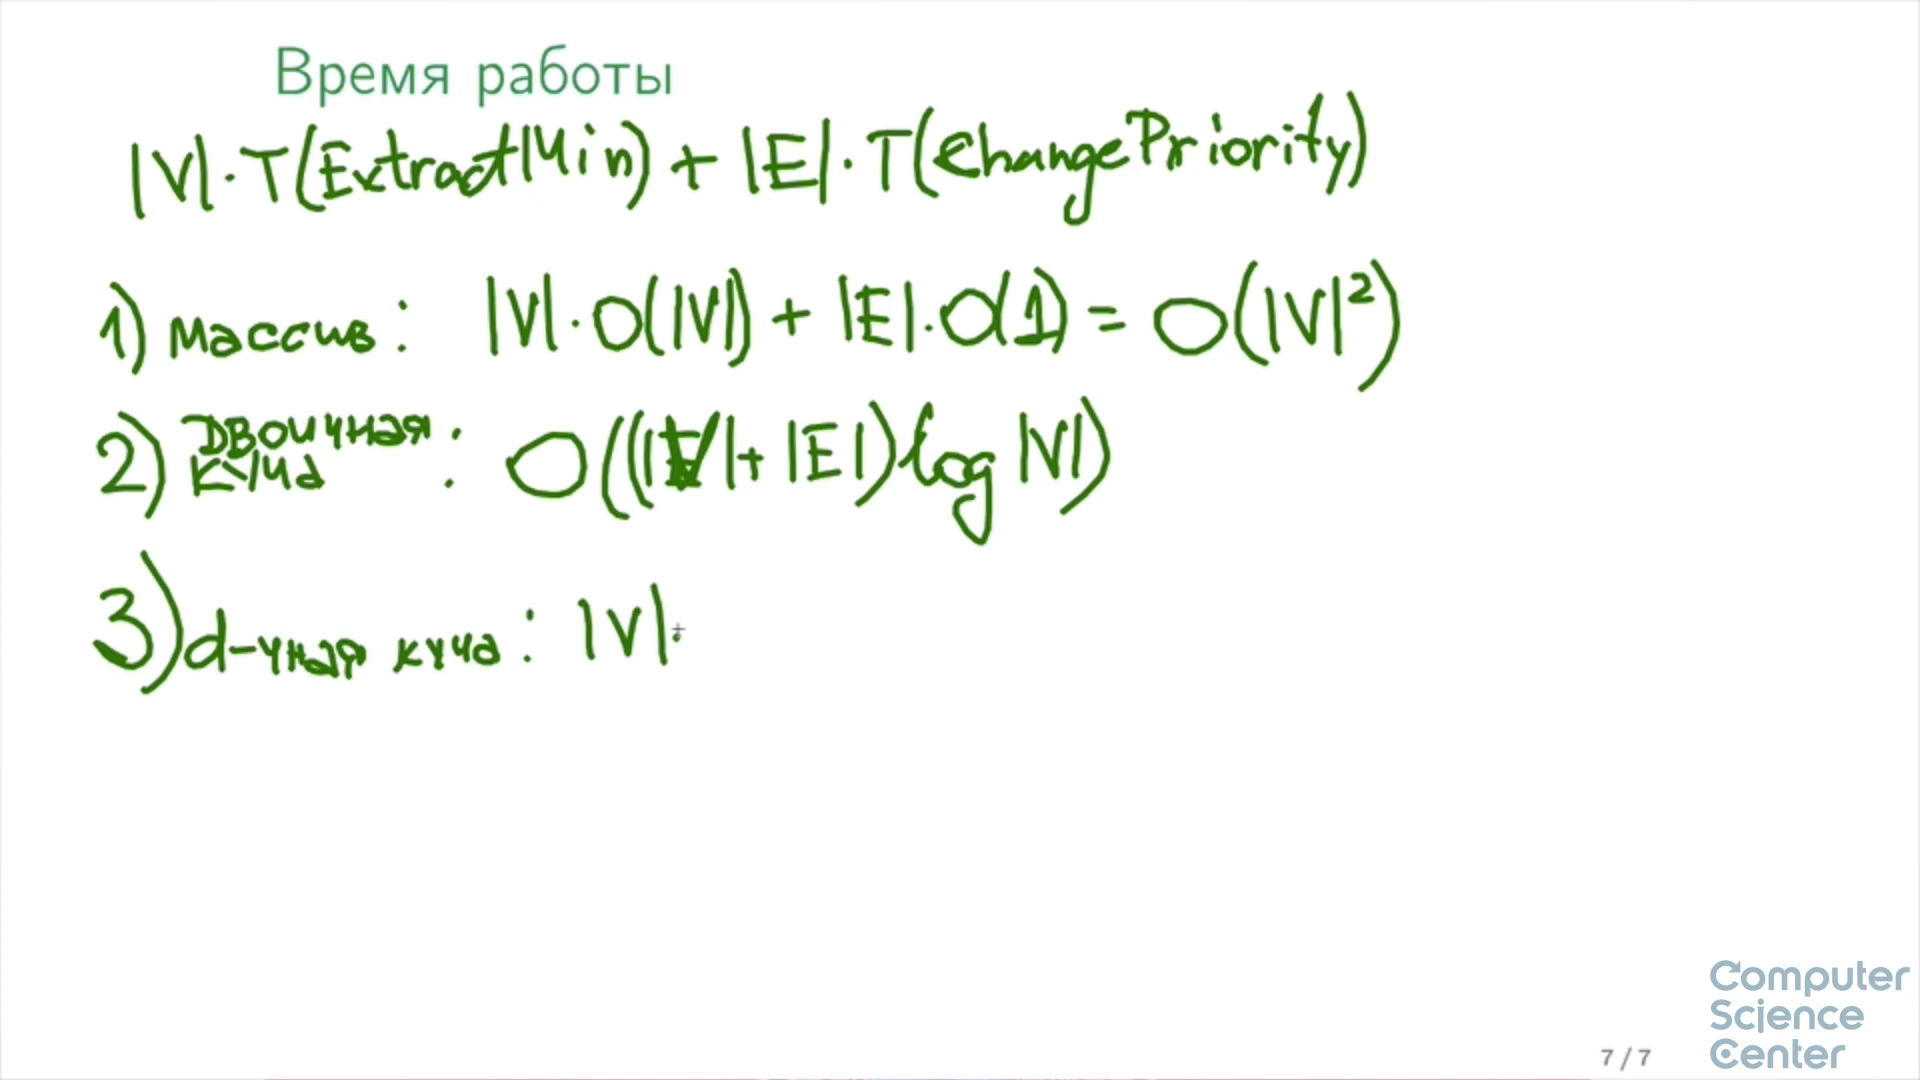 Время работы
|V|·T(ExtractMin) + |E|·T(ChangePriority)
1) массив: |V|·O(|V|) + |E|·O(1) = O(|V|²)
2) двоичная куча: O((|V|+|E|)log|V|)
3) d-чная куча: |V|·
7 / 7
Computer
Science
Center